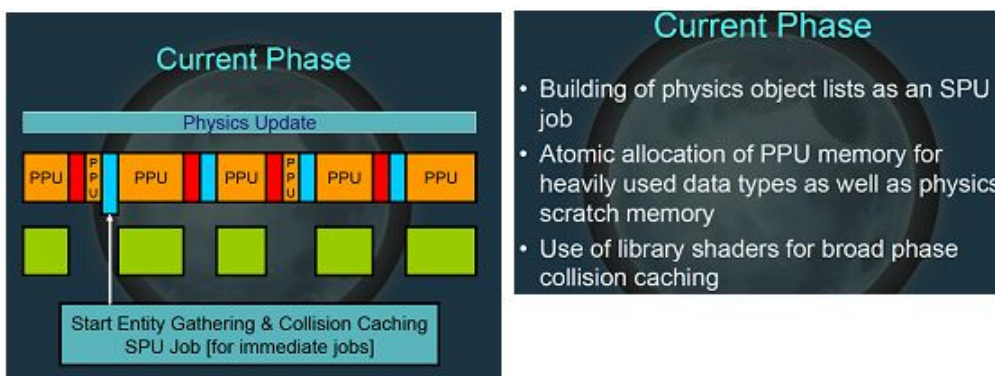 Current Phase
Physics Update
PPU PPU PPU PPU PPU PPU PPU
Start Entity Gathering & Collision Caching
SPU Job [for immediate jobs]
Current Phase
• Building of physics object lists as an SPU
job
• Atomic allocation of PPU memory for
heavily used data types as well as physics
scratch memory
• Use of library shaders for broad phase
collision caching